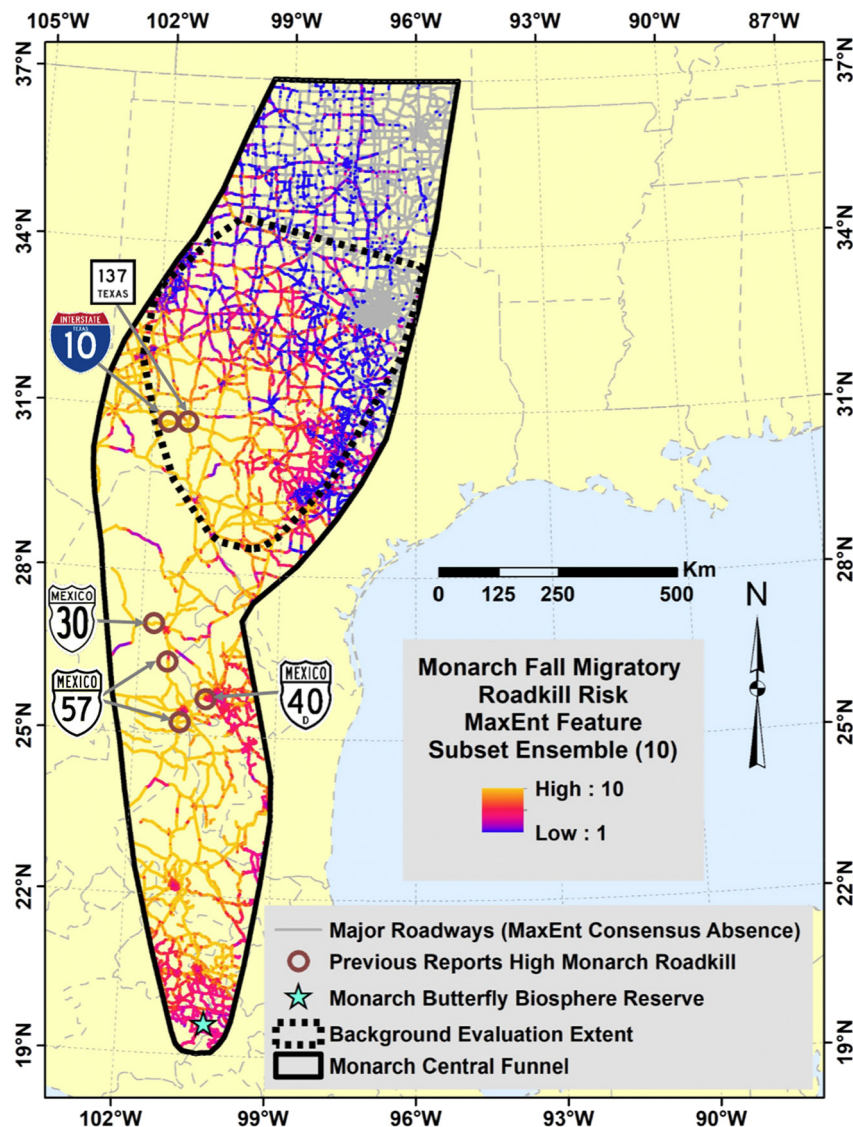 105°W 102°W 99°W 96°W 93°W 90°W 87°W
37°N 37°N
34°N 34°N
137
TEXAS
INTERSTATE
TEXAS
10
31°N 31°N
28°N 28°N
Km
0 125 250 500
MEXICO
30
N
MEXICO
57
MEXICO
40
D
Monarch Fall Migratory
Roadkill Risk
MaxEnt Feature
Subset Ensemble (10)
High : 10
Low : 1
25°N 25°N
22°N 22°N
Major Roadways (MaxEnt Consensus Absence)
Previous Reports High Monarch Roadkill
Monarch Butterfly Biosphere Reserve
Background Evaluation Extent
Monarch Central Funnel
19°N 19°N
102°W 99°W 96°W 93°W 90°W